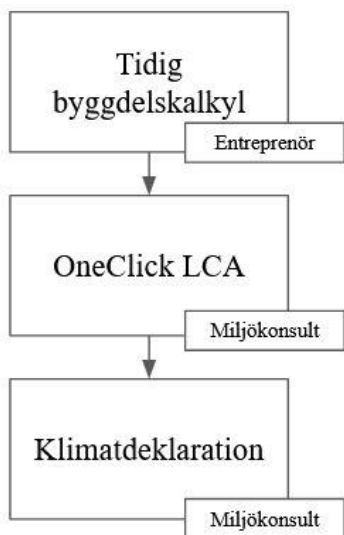 Tidig
byggdelskalkyl
Entreprenör
OneClick LCA
Miljökonsult
Klimatdeklaration
Miljökonsult